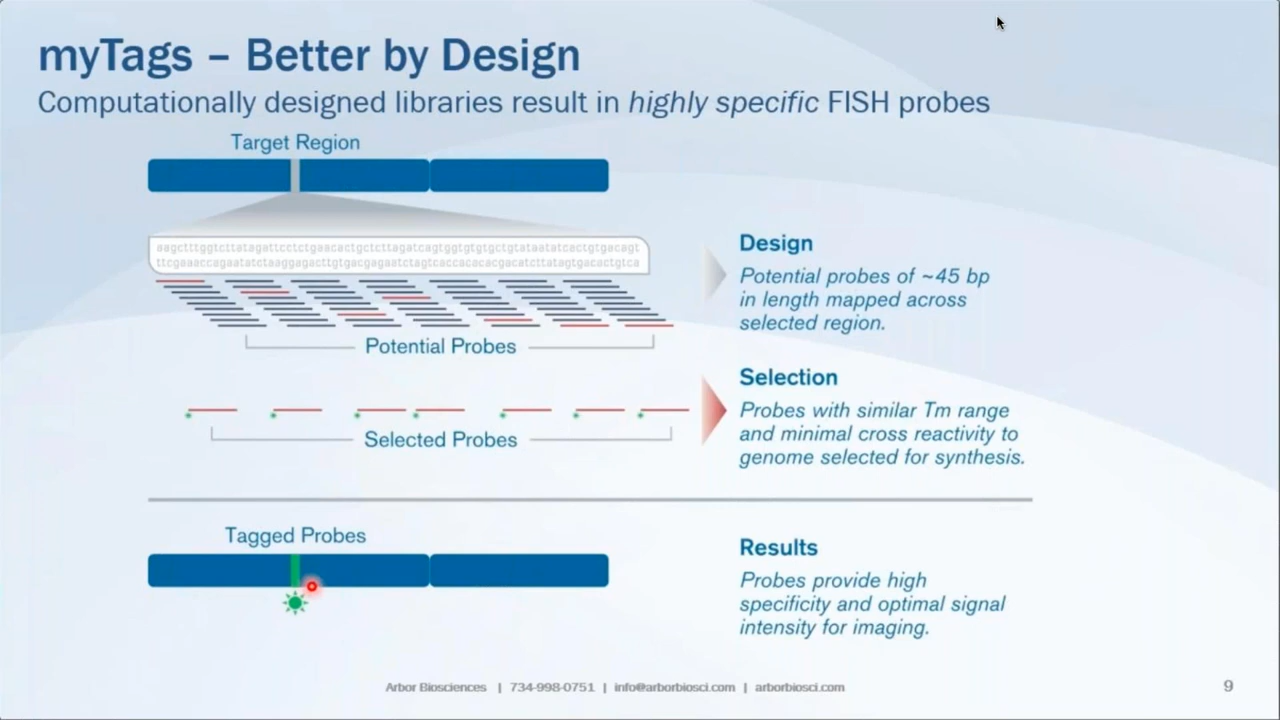 myTags – Better by Design
Computationally designed libraries result in highly specific FISH probes
Target Region
Potential Probes
Selected Probes
Design
Potential probes of ~45 bp
in length mapped across
selected region.
Selection
Probes with similar Tm range
and minimal cross reactivity to
genome selected for synthesis.
Tagged Probes
Results
Probes provide high
specificity and optimal signal
intensity for imaging.
Arbor Biosciences | 734-998-0751 | info@arborbiosci.com | arborbiosci.com
9